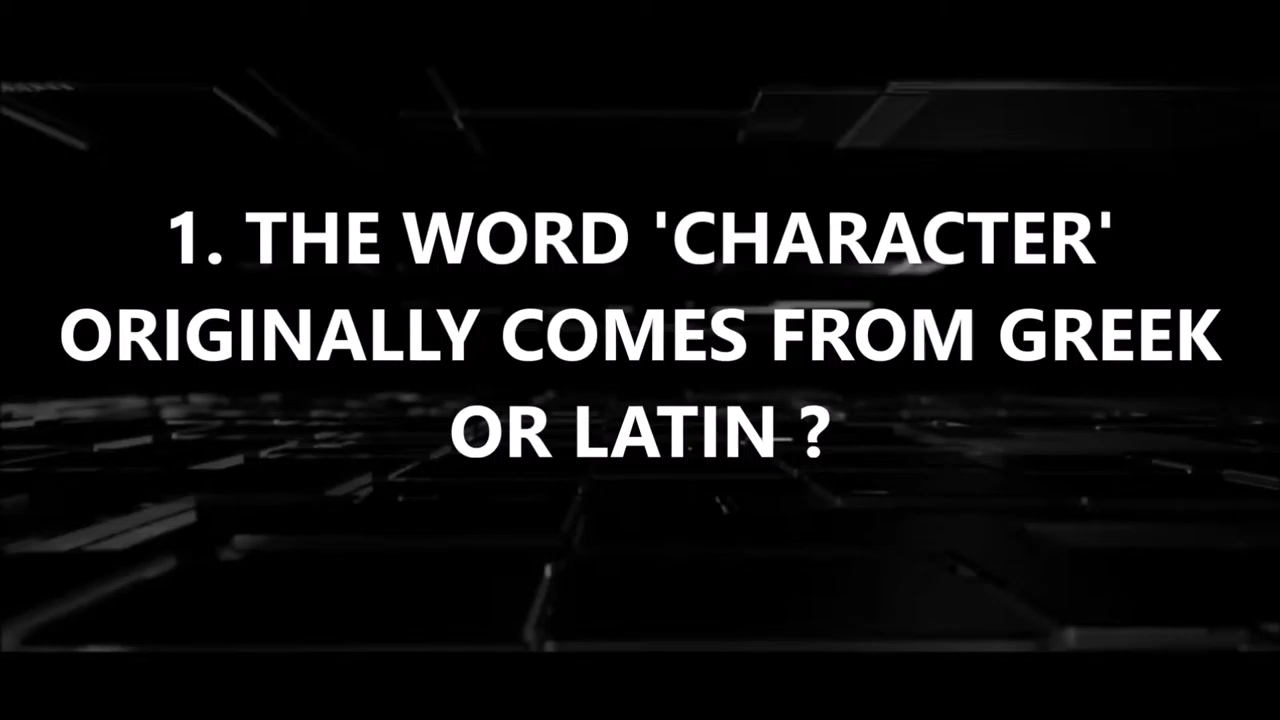 1. THE WORD 'CHARACTER'
ORIGINALLY COMES FROM GREEK
OR LATIN ?